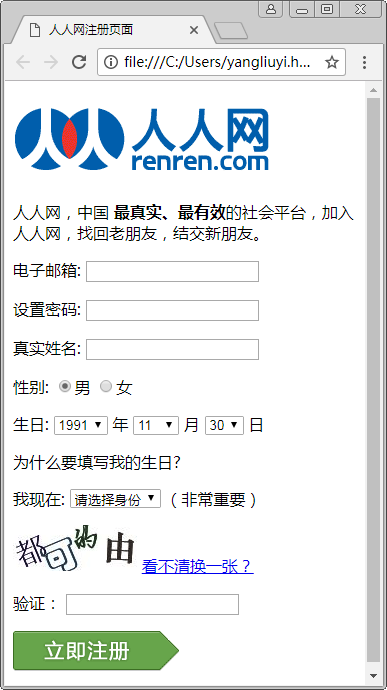 人人网注册页面
file:///C:/Users/yangliuyi.h...
人人网
renren.com
人人网，中国 最真实、最有效的社会平台，加入
人人网，找回老朋友，结交新朋友。
电子邮箱:
设置密码:
真实姓名:
性别: 男 女
生日: 1991 年 11 月 30 日
为什么要填写我的生日?
我现在: 请选择身份 （非常重要）
都可的由 看不清换一张？
验证：
立即注册